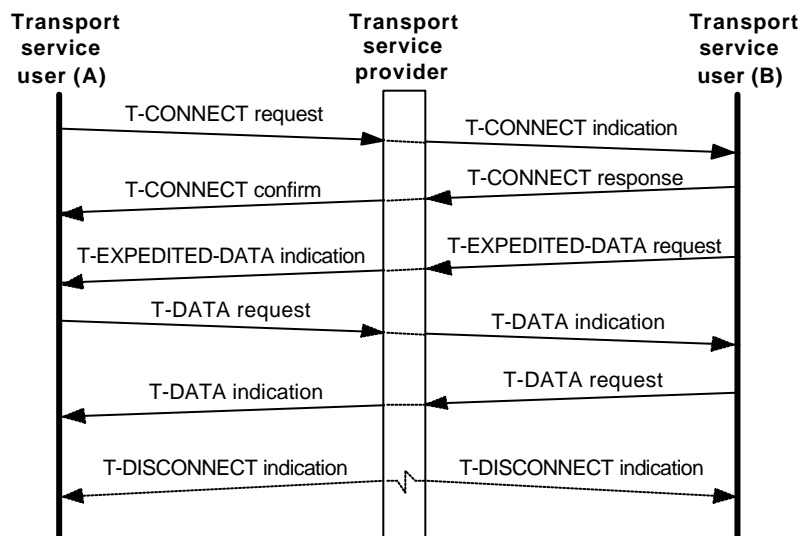 Transport
service
user (A)
Transport
service
provider
Transport
service
user (B)
T-CONNECT request
T-CONNECT indication
T-CONNECT response
T-CONNECT confirm
T-EXPEDITED-DATA request
T-EXPEDITED-DATA indication
T-DATA request
T-DATA indication
T-DATA request
T-DATA indication
T-DISCONNECT indication
T-DISCONNECT indication